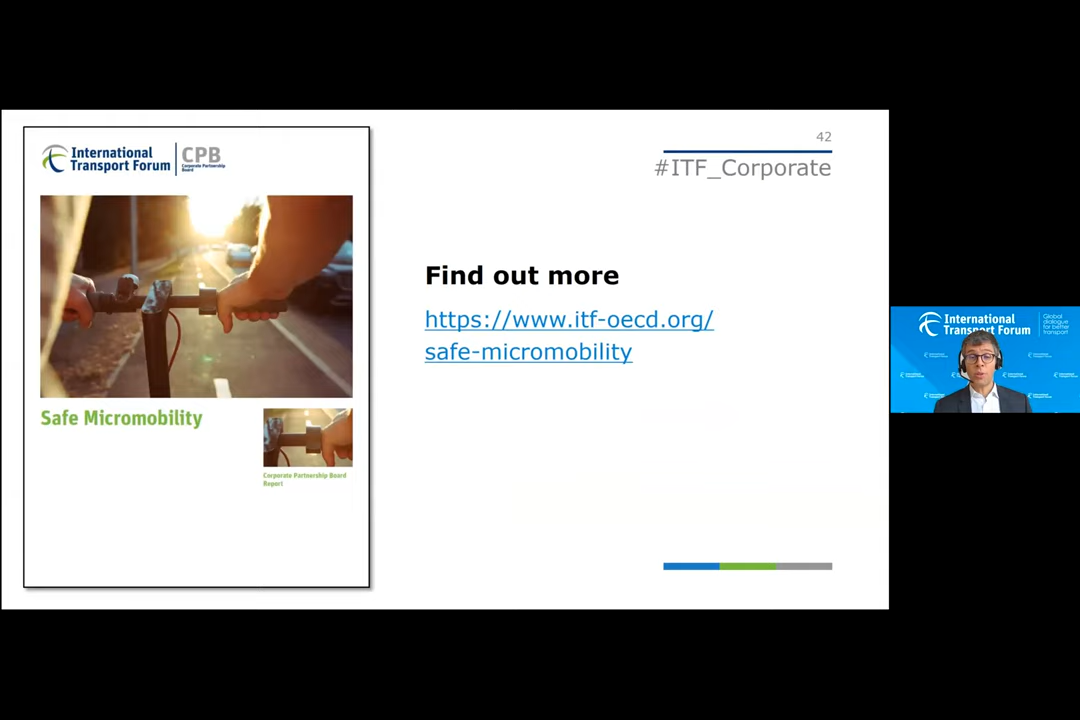 International
Transport Forum
CPB
Corporate Partnership
Board
Safe Micromobility
Corporate Partnership Board
Report
42
#ITF_Corporate
Find out more
https://www.itf-oecd.org/
safe-micromobility
International
Transport Forum
Global
dialogue
for better
transport